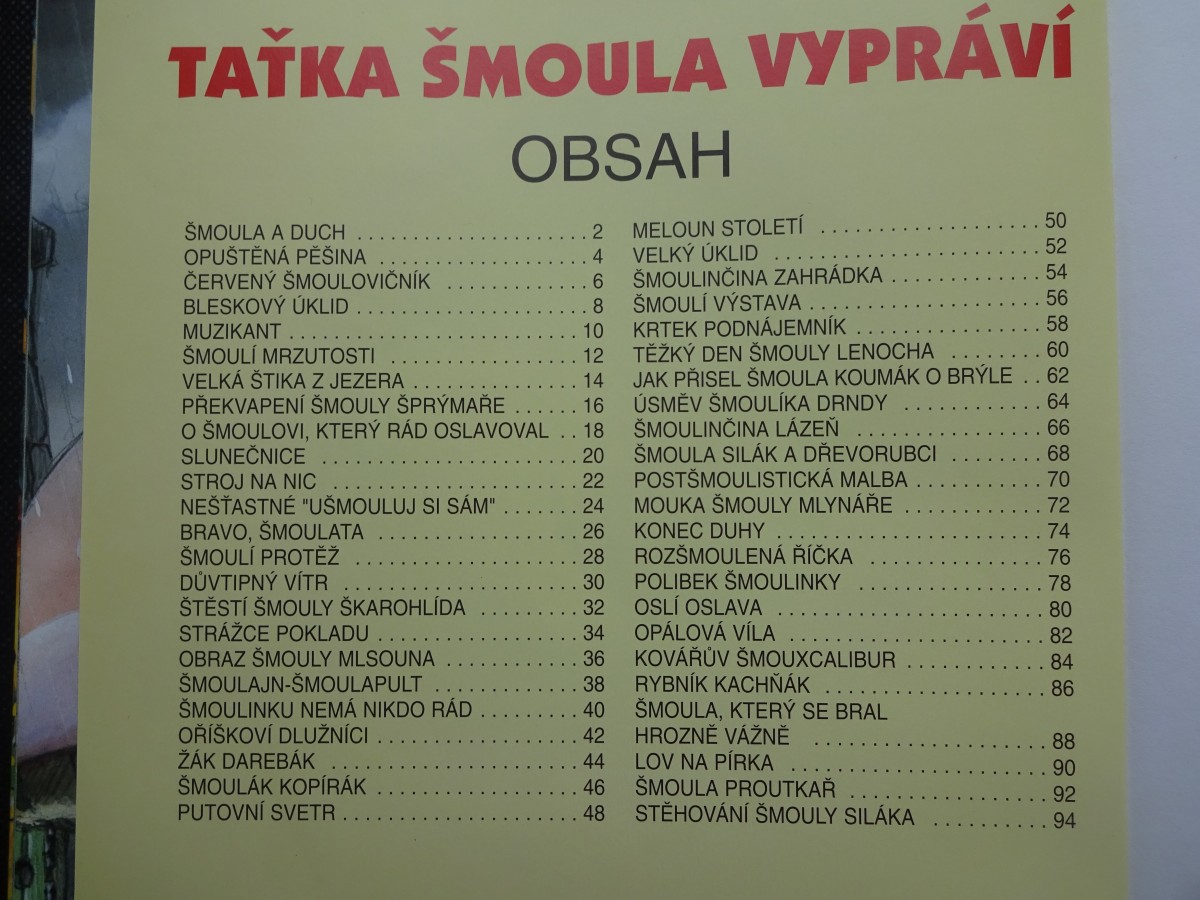 TAŤKA ŠMOULA VYPRÁVÍ
OBSAH
ŠMOULA A DUCH . . . . . . . . . . . . . . . . . . . . . 2
OPUŠTĚNÁ PĚŠINA . . . . . . . . . . . . . . . . . . . 4
ČERVENÝ ŠMOULOVIČNÍK . . . . . . . . . . . . . 6
BLESKOVÝ ÚKLID . . . . . . . . . . . . . . . . . . . . . 8
MUZIKANT . . . . . . . . . . . . . . . . . . . . . . . . . . 10
ŠMOULÍ MRZUTOSTI . . . . . . . . . . . . . . . . . 12
VELKÁ ŠTIKA Z JEZERA . . . . . . . . . . . . . . . 14
PŘEKVAPENÍ ŠMOULY ŠPRÝMAŘE . . . . . . 16
O ŠMOULOVI, KTERÝ RÁD OSLAVOVAL . . 18
SLUNEČNICE . . . . . . . . . . . . . . . . . . . . . . . 20
STROJ NA NIC . . . . . . . . . . . . . . . . . . . . . . 22
NEŠŤASTNÉ "UŠMOULUJ SI SÁM" . . . . . . . 24
BRAVO, ŠMOULATA . . . . . . . . . . . . . . . . . . 26
ŠMOULÍ PROTĚŽ . . . . . . . . . . . . . . . . . . . . 28
DŮVTIPNÝ VÍTR . . . . . . . . . . . . . . . . . . . . . 30
ŠTĚSTÍ ŠMOULY ŠKAROHLÍDA . . . . . . . . . 32
STRÁŽCE POKLADU . . . . . . . . . . . . . . . . . . 34
OBRAZ ŠMOULY MLSOUNA . . . . . . . . . . . . 36
ŠMOULAJN-ŠMOULAPULT . . . . . . . . . . . . . 38
ŠMOULINKU NEMÁ NIKDO RÁD . . . . . . . . . 40
OŘÍŠKOVÍ DLUŽNÍCI . . . . . . . . . . . . . . . . . . 42
ŽÁK DAREBÁK . . . . . . . . . . . . . . . . . . . . . . 44
ŠMOULÁK KOPÍRÁK . . . . . . . . . . . . . . . . . . 46
PUTOVNÍ SVETR . . . . . . . . . . . . . . . . . . . . . 48
MELOUN STOLETÍ . . . . . . . . . . . . . . . . . . . . 50
VELKÝ ÚKLID . . . . . . . . . . . . . . . . . . . . . . . . 52
ŠMOULINČINA ZAHRÁDKA . . . . . . . . . . . . . 54
ŠMOULÍ VÝSTAVA . . . . . . . . . . . . . . . . . . . . . 56
KRTEK PODNÁJEMNÍK . . . . . . . . . . . . . . . . . 58
TĚŽKÝ DEN ŠMOULY LENOCHA . . . . . . . . 60
JAK PŘISEL ŠMOULA KOUMÁK O BRÝLE . . 62
ÚSMĚV ŠMOULÍKA DRNDY . . . . . . . . . . . . 64
ŠMOULINČINA LÁZEŇ . . . . . . . . . . . . . . . . . 66
ŠMOULA SILÁK A DŘEVORUBCI . . . . . . . . 68
POSTŠMOULISTICKÁ MALBA . . . . . . . . . . . . 70
MOUKA ŠMOULY MLYNÁŘE . . . . . . . . . . . . 72
KONEC DUHY . . . . . . . . . . . . . . . . . . . . . . . . 74
ROZŠMOULENÁ ŘÍČKA . . . . . . . . . . . . . . . . 76
POLIBEK ŠMOULINKY . . . . . . . . . . . . . . . . . 78
OSLÍ OSLAVA . . . . . . . . . . . . . . . . . . . . . . . . 80
OPÁLOVÁ VÍLA . . . . . . . . . . . . . . . . . . . . . . . 82
KOVÁŘŮV ŠMOUXCALIBUR . . . . . . . . . . . . . 84
RYBNÍK KACHŇÁK . . . . . . . . . . . . . . . . . . . . 86
ŠMOULA, KTERÝ SE BRAL
HROZNĚ VÁŽNĚ . . . . . . . . . . . . . . . . . . . . . 88
LOV NA PÍRKA . . . . . . . . . . . . . . . . . . . . . . . 90
ŠMOULA PROUTKAŘ . . . . . . . . . . . . . . . . . . 92
STĚHOVÁNÍ ŠMOULY SILÁKA . . . . . . . . . . 94